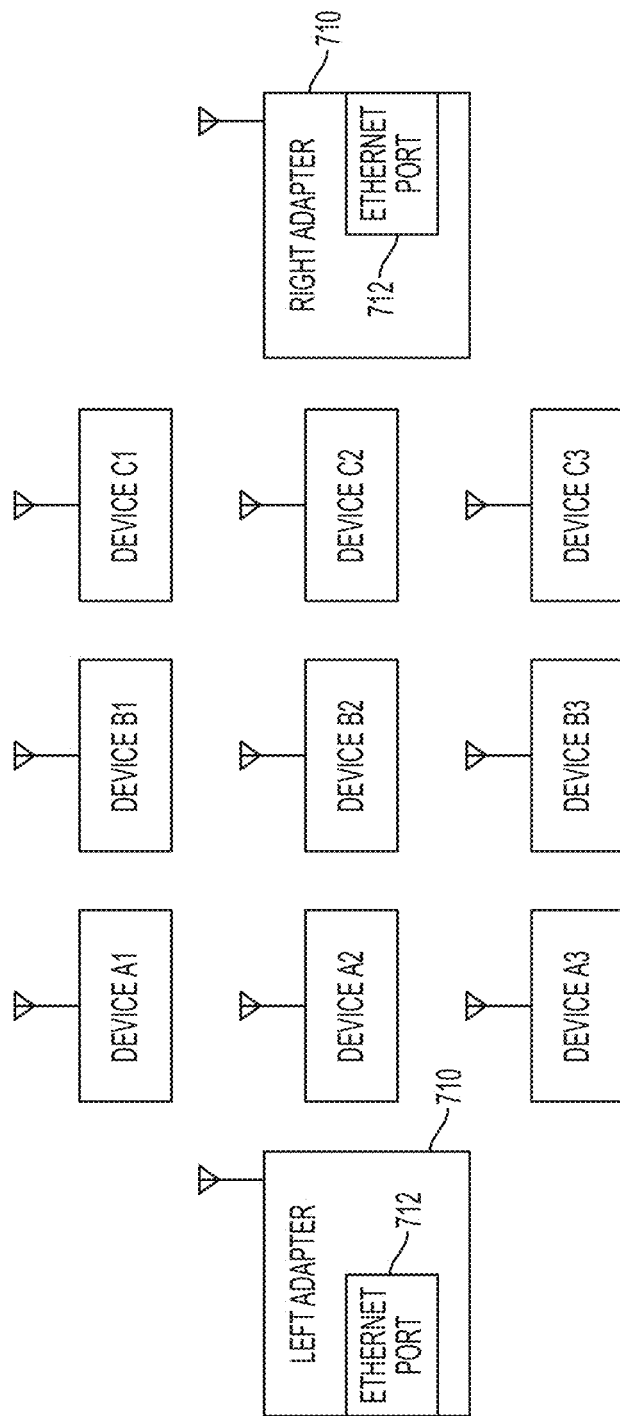 LEFT ADAPTER
ETHERNET
PORT
712
710
DEVICE A1
DEVICE A2
DEVICE A3
DEVICE B1
DEVICE B2
DEVICE B3
DEVICE C1
DEVICE C2
DEVICE C3
RIGHT ADAPTER
712
ETHERNET
PORT
710